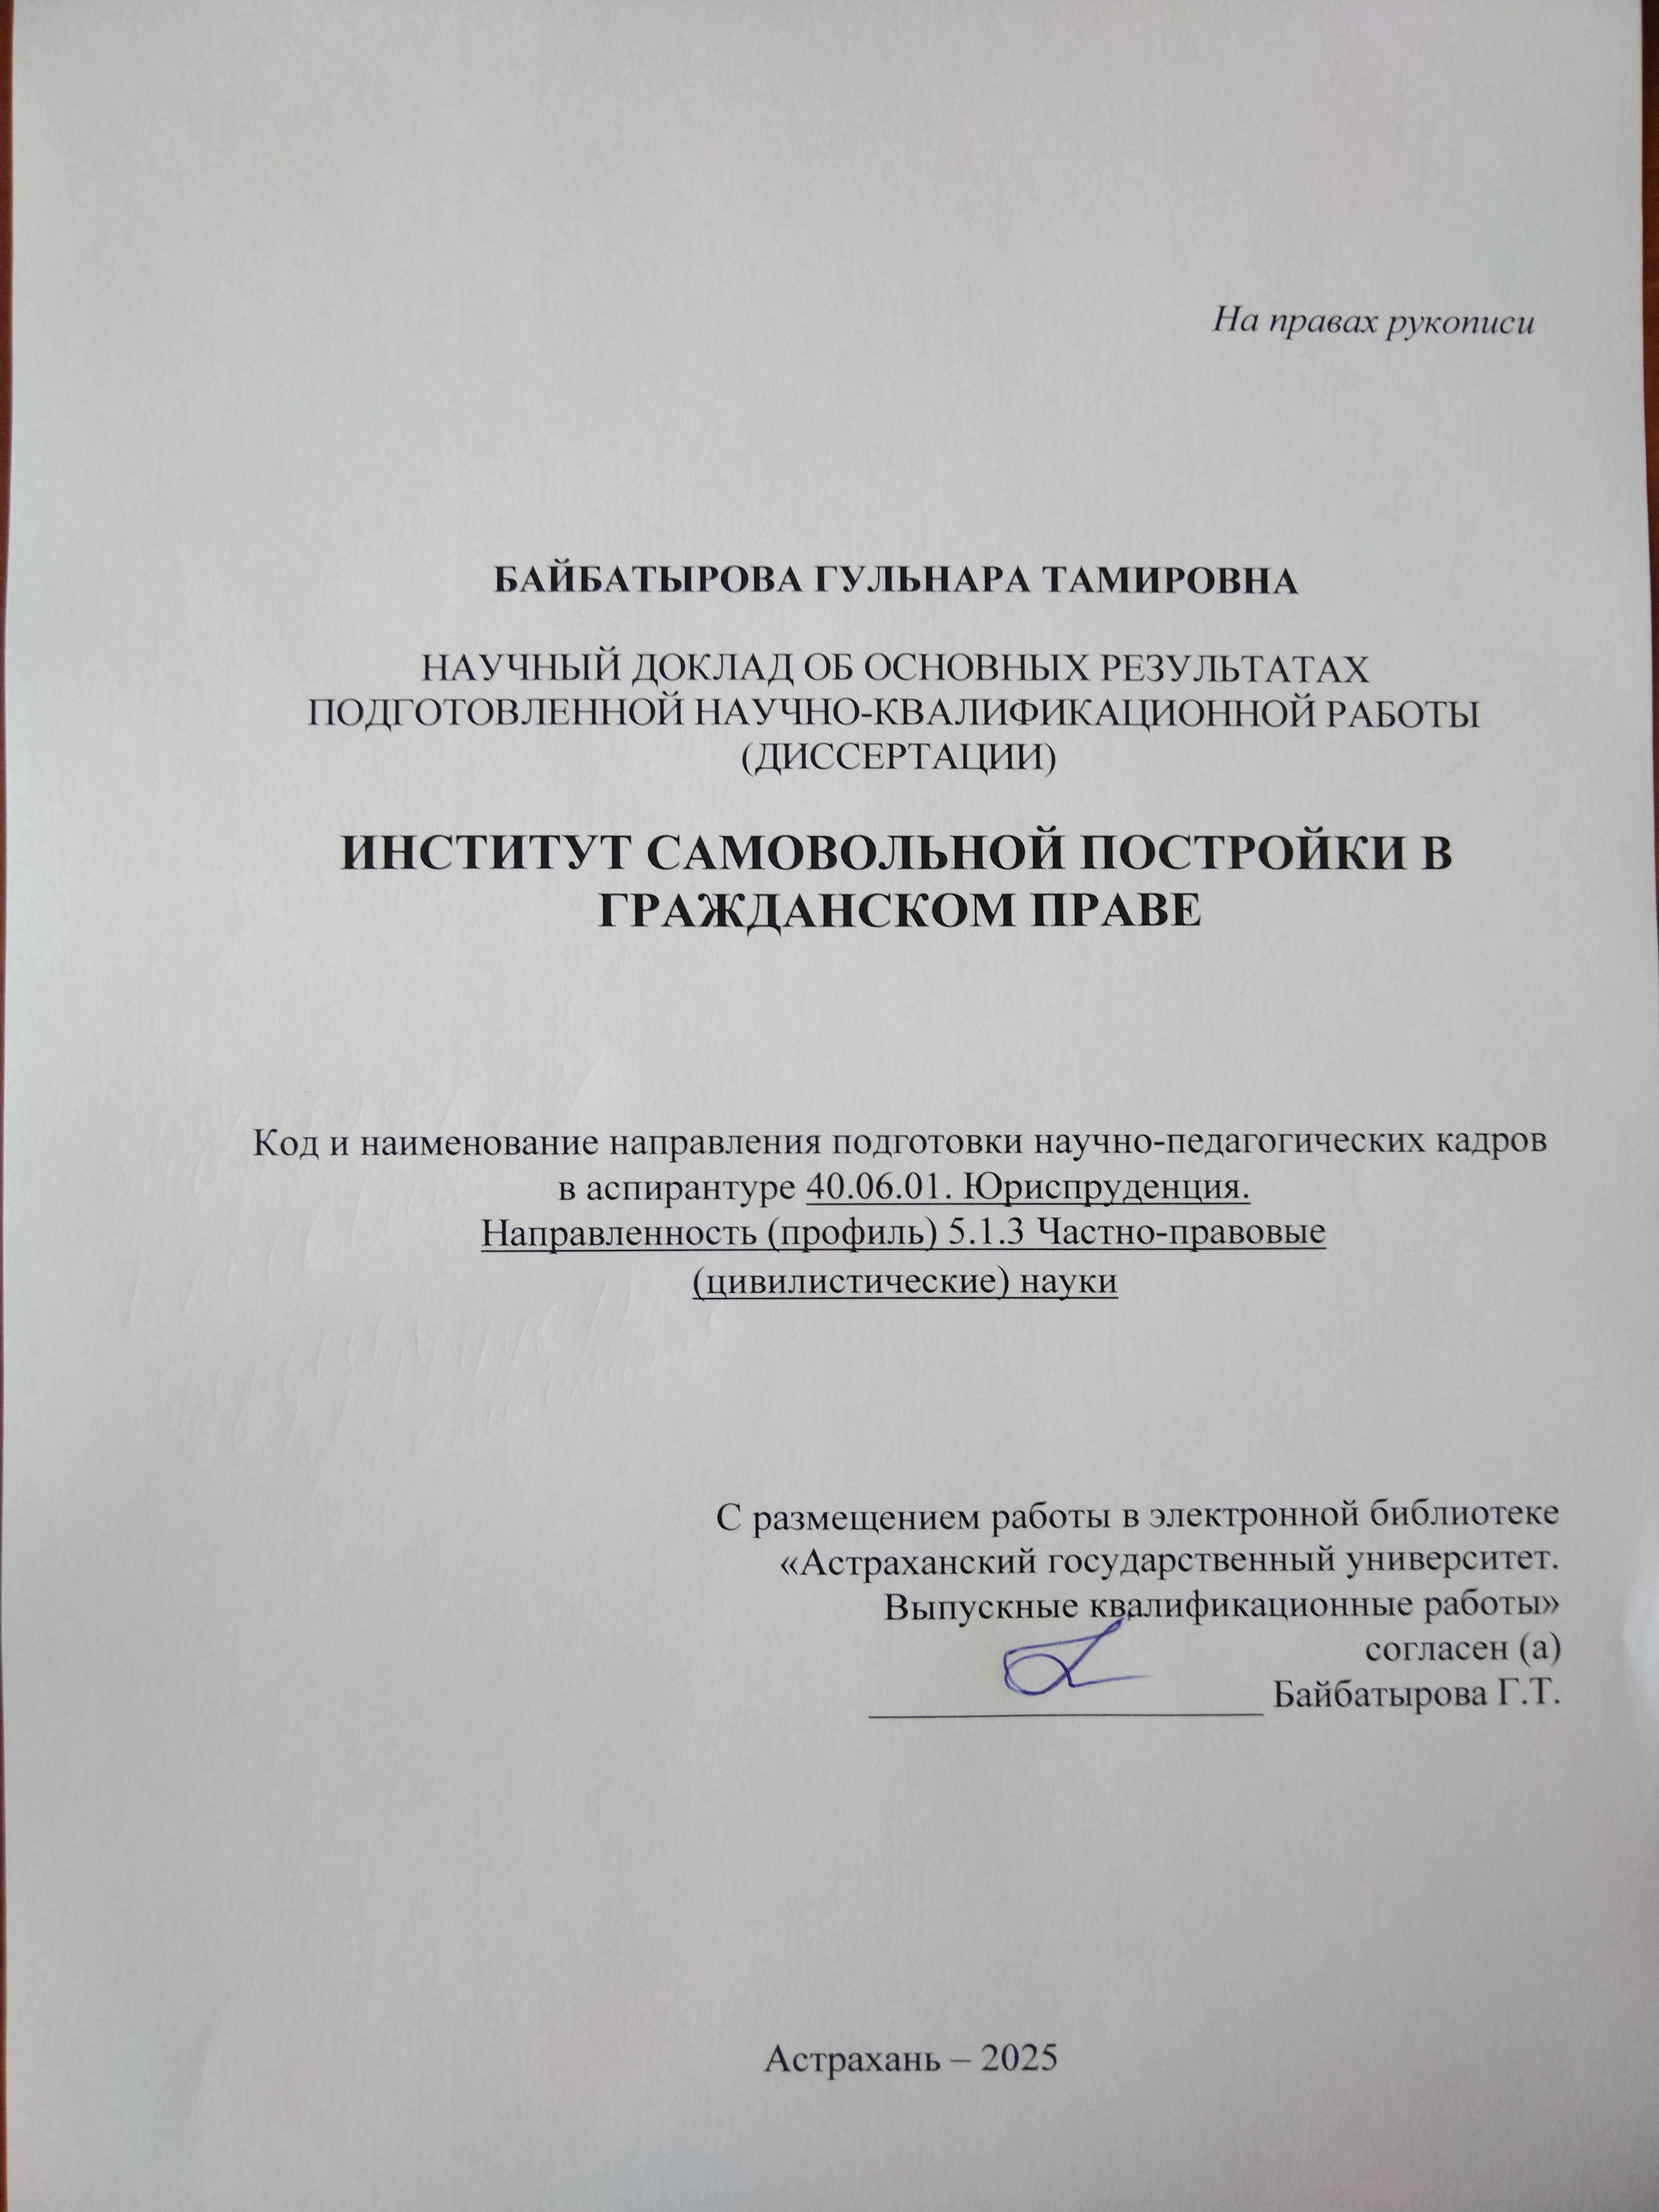 На правах рукописи
БАЙБАТЫРОВА ГУЛЬНАРА ТАМИРОВНА
НАУЧНЫЙ ДОКЛАД ОБ ОСНОВНЫХ РЕЗУЛЬТАТАХ
ПОДГОТОВЛЕННОЙ НАУЧНО-КВАЛИФИКАЦИОННОЙ РАБОТЫ
(ДИССЕРТАЦИИ)
ИНСТИТУТ САМОВОЛЬНОЙ ПОСТРОЙКИ В
ГРАЖДАНСКОМ ПРАВЕ
Код и наименование направления подготовки научно-педагогических кадров
в аспирантуре 40.06.01. Юриспруденция.
Направленность (профиль) 5.1.3 Частно-правовые
(цивилистические) науки
С размещением работы в электронной библиотеке
«Астраханский государственный университет.
Выпускные квалификационные работы»
согласен (а)
Байбатырова Г.Т.
Астрахань – 2025